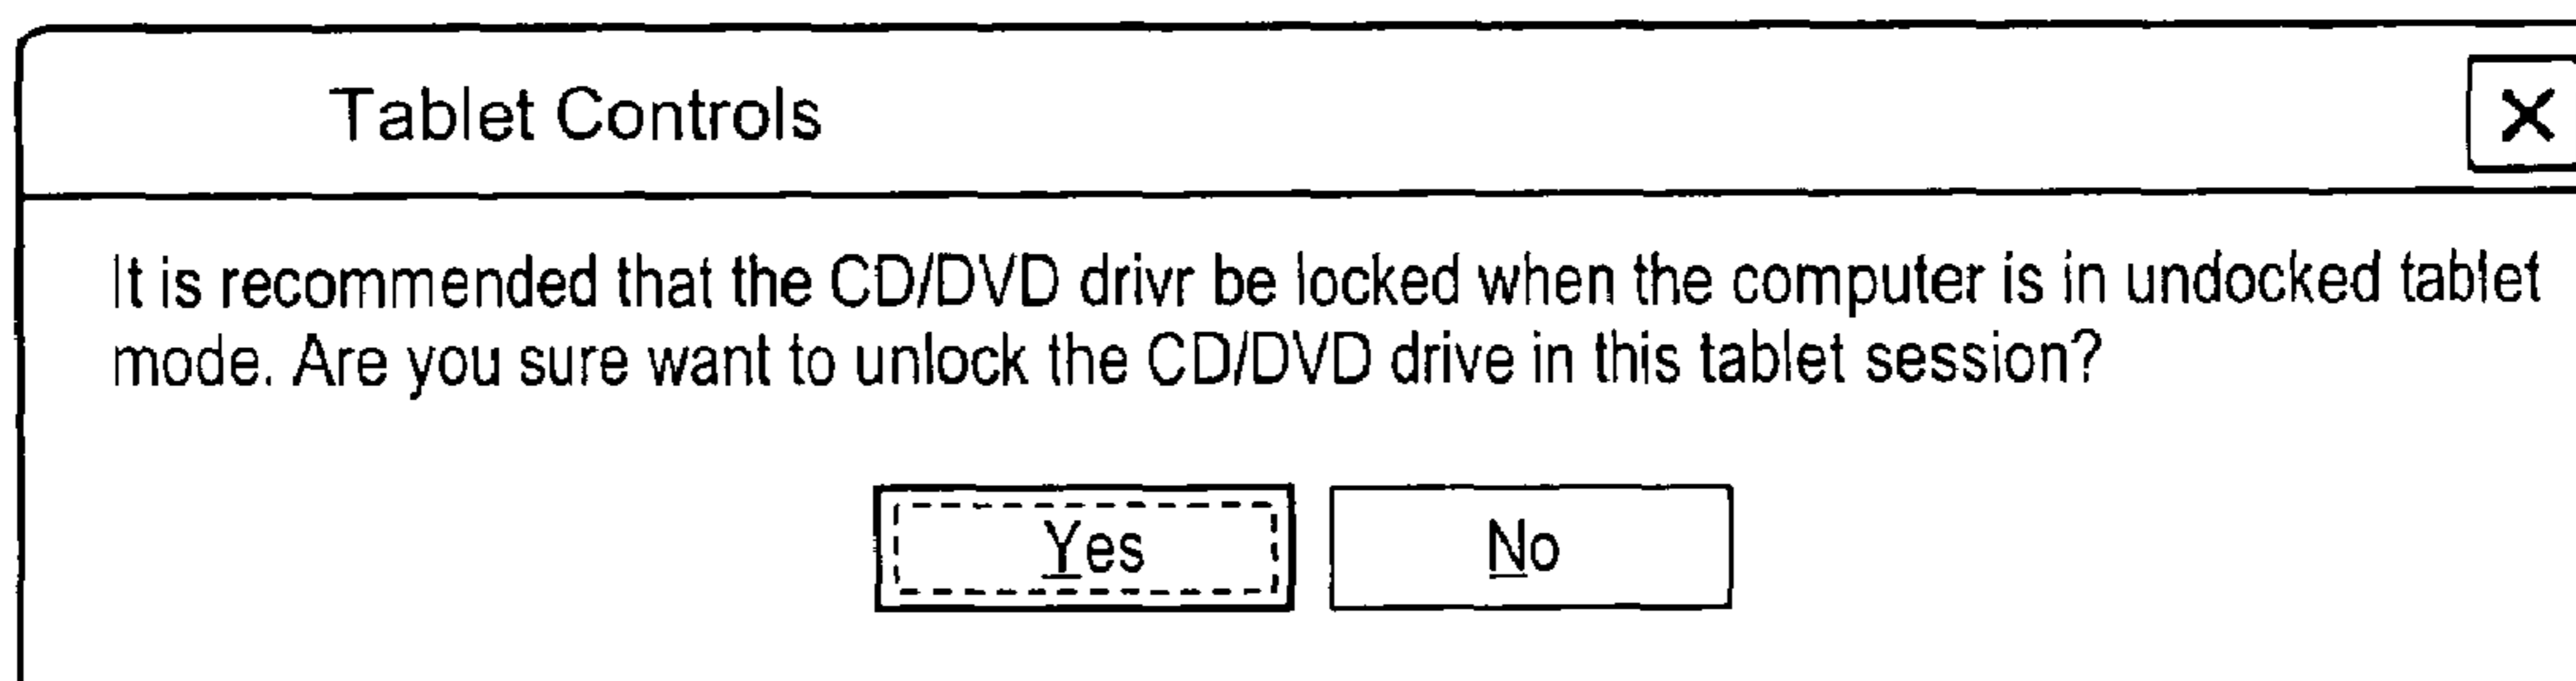 Tablet Controls
It is recommended that the CD/DVD drivr be locked when the computer is in undocked tablet
mode. Are you sure want to unlock the CD/DVD drive in this tablet session?
Yes
No